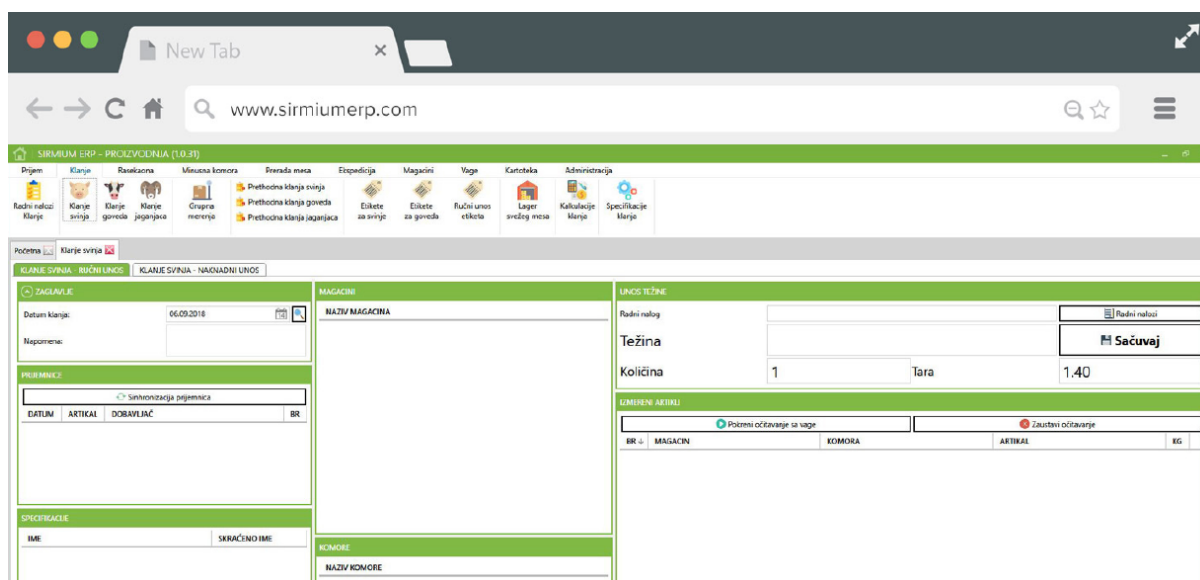 New Tab
www.sirmiumerp.com
SIRMIUM ERP - PROIZVODNJA (1.0.31)
Prijem Klanje Rasekaona Minusna komora Prerada mesa Ekspedicija Magacini Vage Kartoteka Administracija
Radni nalozi Klanje
Klanje svinja
Klanje goveda
Klanje jaganjaca
Grupna merenja
Prethodna klanja svinja
Prethodna klanja goveda
Prethodna klanja jaganjaca
Etikete za svinje
Etikete za goveda
Ručni unos etiketa
Lager svežeg mesa
Kalkulacije klanja
Specifikacije klanja
Početna Klanje svinja
KLANJE SVINJA - RUČNI UNOS KLANJE SVINJA - NAKNADNI UNOS
ZAGLAVLJE
Datum klanja: 06.09.2018
Napomena:
PRIJEMNICE
Sinhronizacija prijemnica
DATUM ARTIKAL DOBAVLJAČ BR
SPECIFIKACIJE
IME SKRAĆENO IME
MAGACINI
NAZIV MAGACINA
KOMORE
NAZIV KOMORE
UNOS TEŽINE
Radni nalog Radni nalozi
Težina Sačuvaj
Količina 1 Tara 1.40
IZMERENI ARTIKLI
Pokreni očitavanje sa vage Zaustavi očitavanje
BR MAGACIN KOMORA ARTIKAL KG